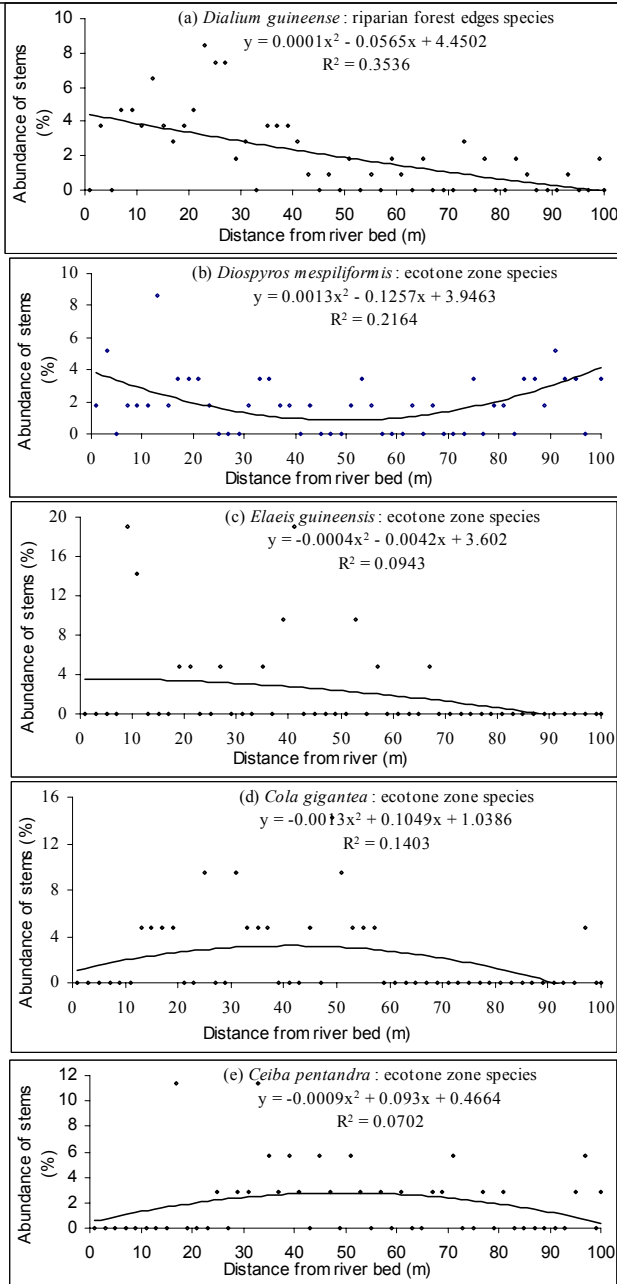 (a) Dialium guineense : riparian forest edges species
y = 0.0001x² - 0.0565x + 4.4502
R² = 0.3536
Abundance of stems (%)
10
8
6
4
2
0
0 10 20 30 40 50 60 70 80 90 100
Distance from river bed (m)
(b) Diospyros mespiliformis : ecotone zone species
y = 0.0013x² - 0.1257x + 3.9463
R² = 0.2164
Abundance of stems (%)
10
8
6
4
2
0
0 10 20 30 40 50 60 70 80 90 100
Distance from river bed (m)
(c) Elaeis guineensis : ecotone zone species
y = -0.0004x² - 0.0042x + 3.602
R² = 0.0943
Abundance of stems (%)
20
16
12
8
4
0
0 10 20 30 40 50 60 70 80 90 100
Distance from river (m)
(d) Cola gigantea : ecotone zone species
y = -0.0013x² + 0.1049x + 1.0386
R² = 0.1403
Abundance of stems (%)
16
12
8
4
0
0 10 20 30 40 50 60 70 80 90 100
Distance from river bed (m)
(e) Ceiba pentandra : ecotone zone species
y = -0.0009x² + 0.093x + 0.4664
R² = 0.0702
Abundance of stems (%)
12
10
8
6
4
2
0
0 10 20 30 40 50 60 70 80 90 100
Distance from river bed (m)